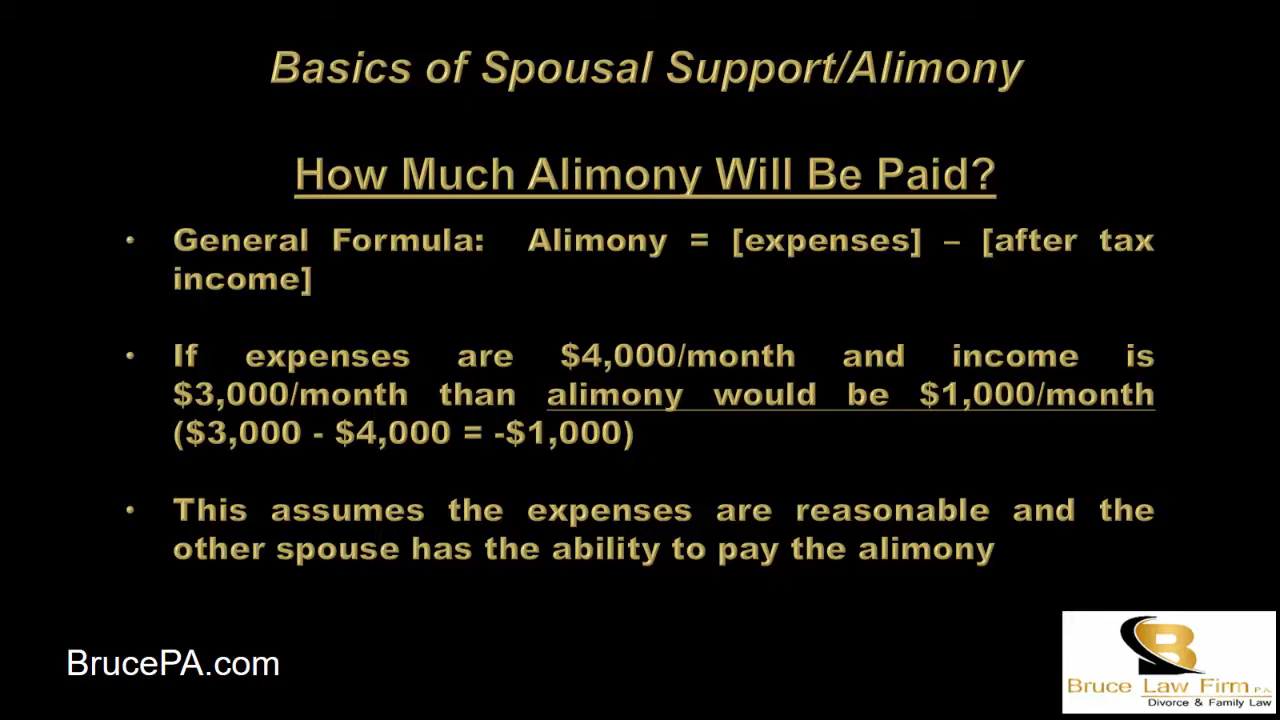 Basics of Spousal Support/Alimony
How Much Alimony Will Be Paid?
• General Formula: Alimony = [expenses] – [after tax
income]
• If expenses are $4,000/month and income is
$3,000/month than alimony would be $1,000/month
($3,000 - $4,000 = -$1,000)
• This assumes the expenses are reasonable and the
other spouse has the ability to pay the alimony
BrucePA.com
B
Bruce Law Firm P.A.
Divorce & Family Law